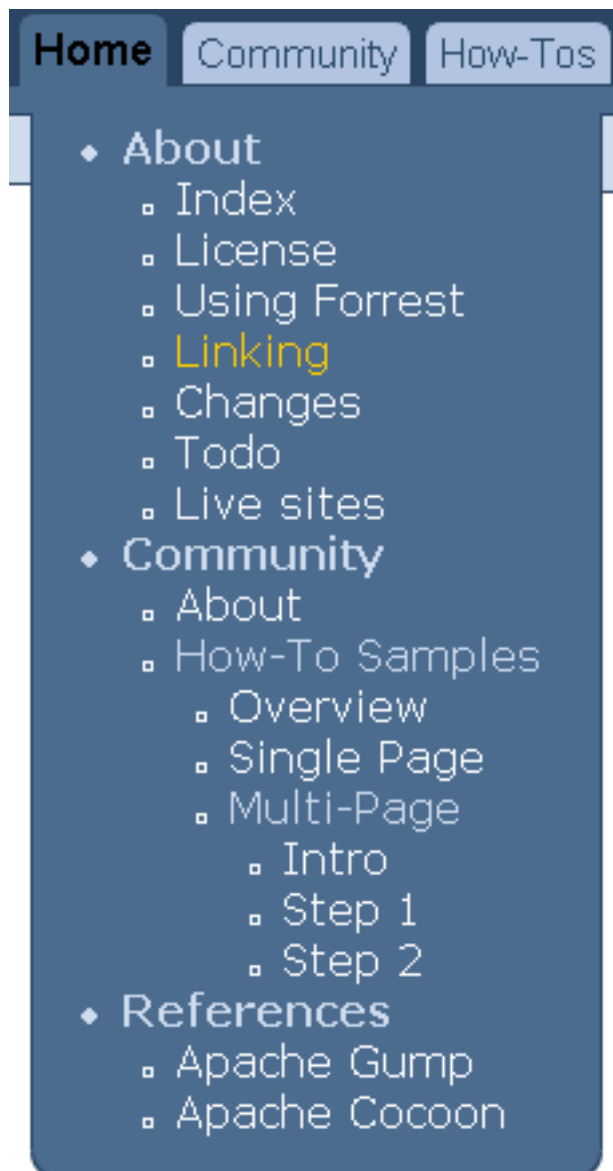 Home Community How-Tos
About
Index
License
Using Forrest
Linking
Changes
Todo
Live sites
Community
About
How-To Samples
Overview
Single Page
Multi-Page
Intro
Step 1
Step 2
References
Apache Gump
Apache Cocoon